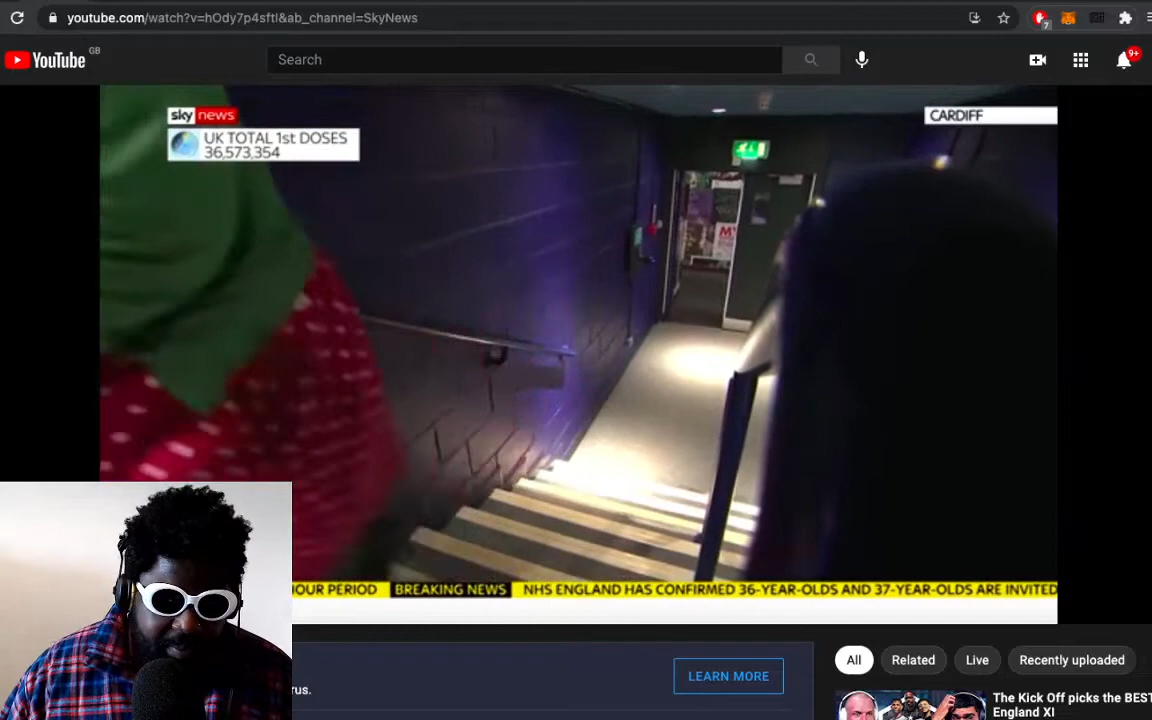 youtube.com/watch?v=hOdy7p4sftI&ab_channel=SkyNews
7
YouTube GB
Search
9+
sky news
CARDIFF
UK TOTAL 1st DOSES
36,573,354
OUR PERIOD BREAKING NEWS NHS ENGLAND HAS CONFIRMED 36-YEAR-OLDS AND 37-YEAR-OLDS ARE INVITED
LEARN MORE
rus.
All Related Live Recently uploaded
The Kick Off picks the BEST
England XI